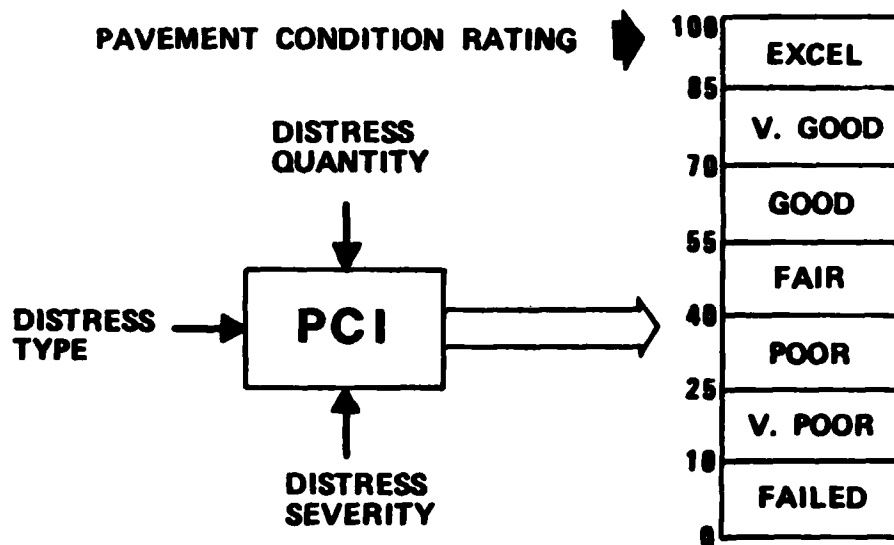 PAVEMENT CONDITION RATING
100
EXCEL
85
V. GOOD
70
GOOD
55
FAIR
40
POOR
25
V. POOR
10
FAILED
0
DISTRESS
QUANTITY
DISTRESS
TYPE
PCI
DISTRESS
SEVERITY